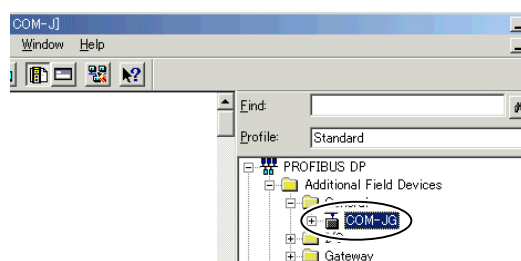 COM-J]
Window Help
Find:
Profile: Standard
PROFIBUS DP
Additional Field Devices
COM-JG
Gateway